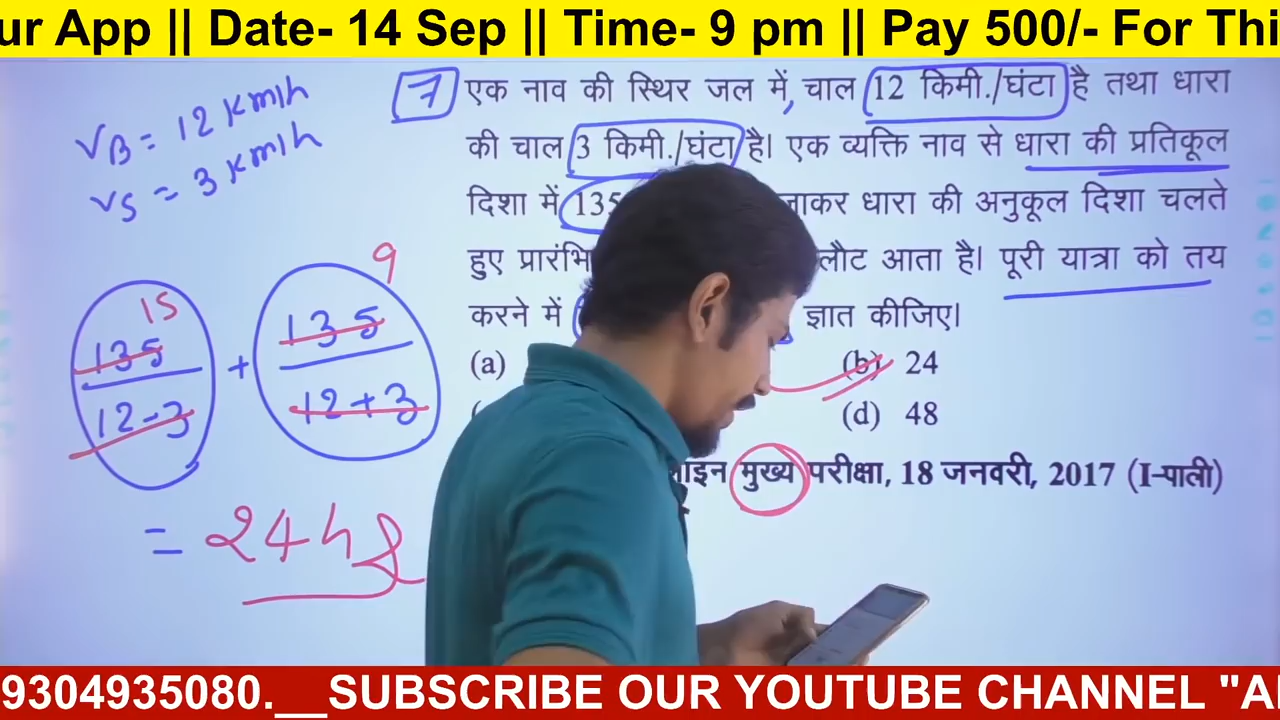 ur App || Date- 14 Sep || Time- 9 pm || Pay 500/- For Thi
VB = 12 km/h
VS = 3 km/h
7 एक नाव की स्थिर जल में, चाल 12 किमी./घंटा है तथा धारा
की चाल 3 किमी./घंटा है। एक व्यक्ति नाव से धारा की प्रतिकूल
दिशा में 135 जाकर धारा की अनुकूल दिशा चलते
हुए प्रारंभि लौट आता है। पूरी यात्रा को तय
करने में ज्ञात कीजिए।
(a) (b) 24
(d) 48
मुख्य परीक्षा, 18 जनवरी, 2017 (I-पाली)
15 9
135 + 135
12-3 12+3
= 24 h
9304935080.__SUBSCRIBE OUR YOUTUBE CHANNEL "A